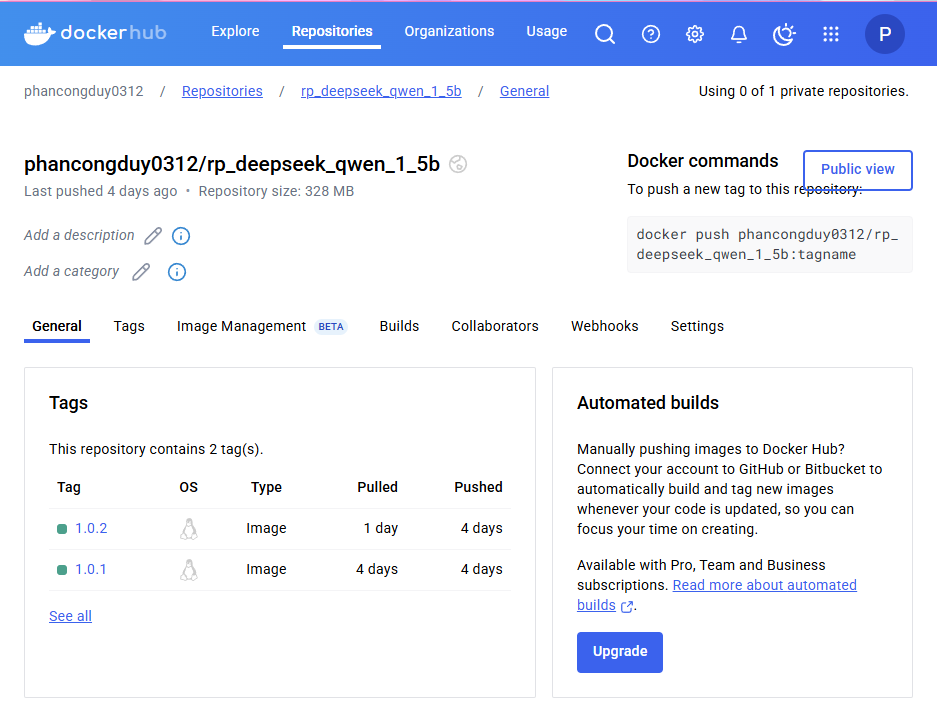 dockerhub Explore Repositories Organizations Usage P
phancongduy0312 / Repositories / rp_deepseek_qwen_1_5b / General Using 0 of 1 private repositories.
phancongduy0312/rp_deepseek_qwen_1_5b
Last pushed 4 days ago • Repository size: 328 MB
Add a description
Add a category
Docker commands
Public view
To push a new tag to this repository:
docker push phancongduy0312/rp_
deepseek_qwen_1_5b:tagname
General Tags Image Management BETA Builds Collaborators Webhooks Settings
Tags
This repository contains 2 tag(s).
Tag OS Type Pulled Pushed
1.0.2 Image 1 day 4 days
1.0.1 Image 4 days 4 days
See all
Automated builds
Manually pushing images to Docker Hub?
Connect your account to GitHub or Bitbucket to
automatically build and tag new images
whenever your code is updated, so you can
focus your time on creating.
Available with Pro, Team and Business
subscriptions. Read more about automated
builds.
Upgrade